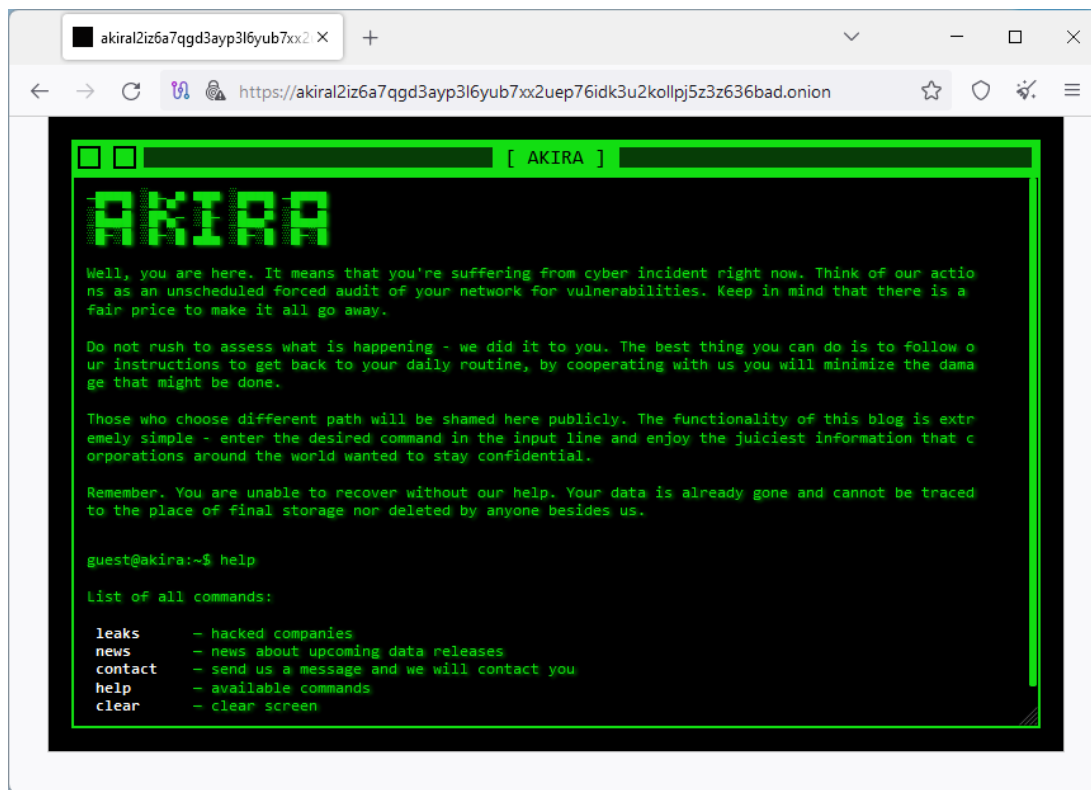 akiral2iz6a7qgd3ayp3l6yub7xx2
https://akiral2iz6a7qgd3ayp3l6yub7xx2uep76idk3u2kollpj5z3z636bad.onion
[ AKIRA ]
AKIRA
Well, you are here. It means that you're suffering from cyber incident right now. Think of our actio
ns as an unscheduled forced audit of your network for vulnerabilities. Keep in mind that there is a
fair price to make it all go away.
Do not rush to assess what is happening - we did it to you. The best thing you can do is to follow o
ur instructions to get back to your daily routine, by cooperating with us you will minimize the dama
ge that might be done.
Those who choose different path will be shamed here publicly. The functionality of this blog is extr
emely simple - enter the desired command in the input line and enjoy the juiciest information that c
orporations around the world wanted to stay confidential.
Remember. You are unable to recover without our help. Your data is already gone and cannot be traced
to the place of final storage nor deleted by anyone besides us.
guest@akira:~$ help
List of all commands:
leaks – hacked companies
news – news about upcoming data releases
contact – send us a message and we will contact you
help – available commands
clear – clear screen